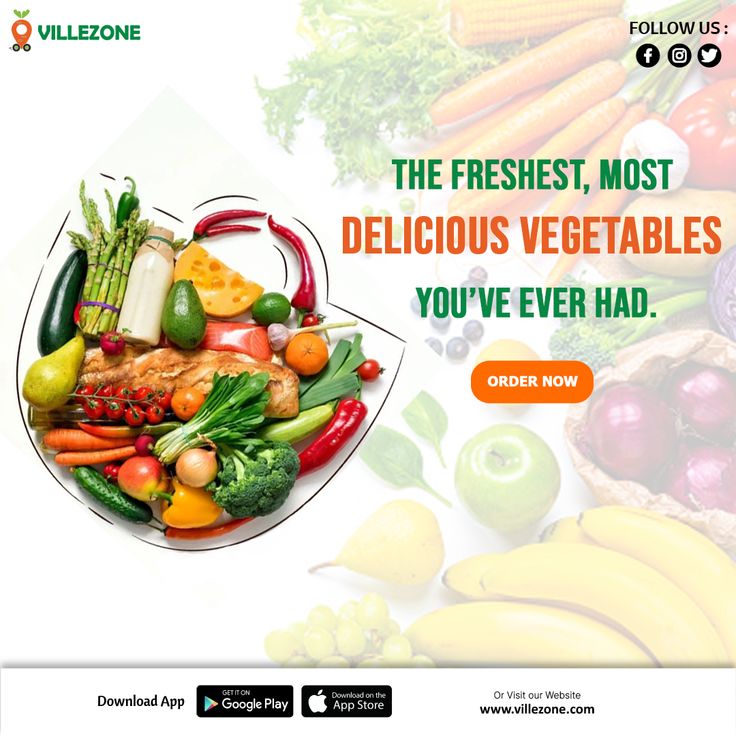 VILLEZONE
FOLLOW US :
THE FRESHEST, MOST
DELICIOUS VEGETABLES
YOU'VE EVER HAD.
ORDER NOW
Download App
GET IT ON
Google Play
Download on the
App Store
Or Visit our Website
www.villezone.com